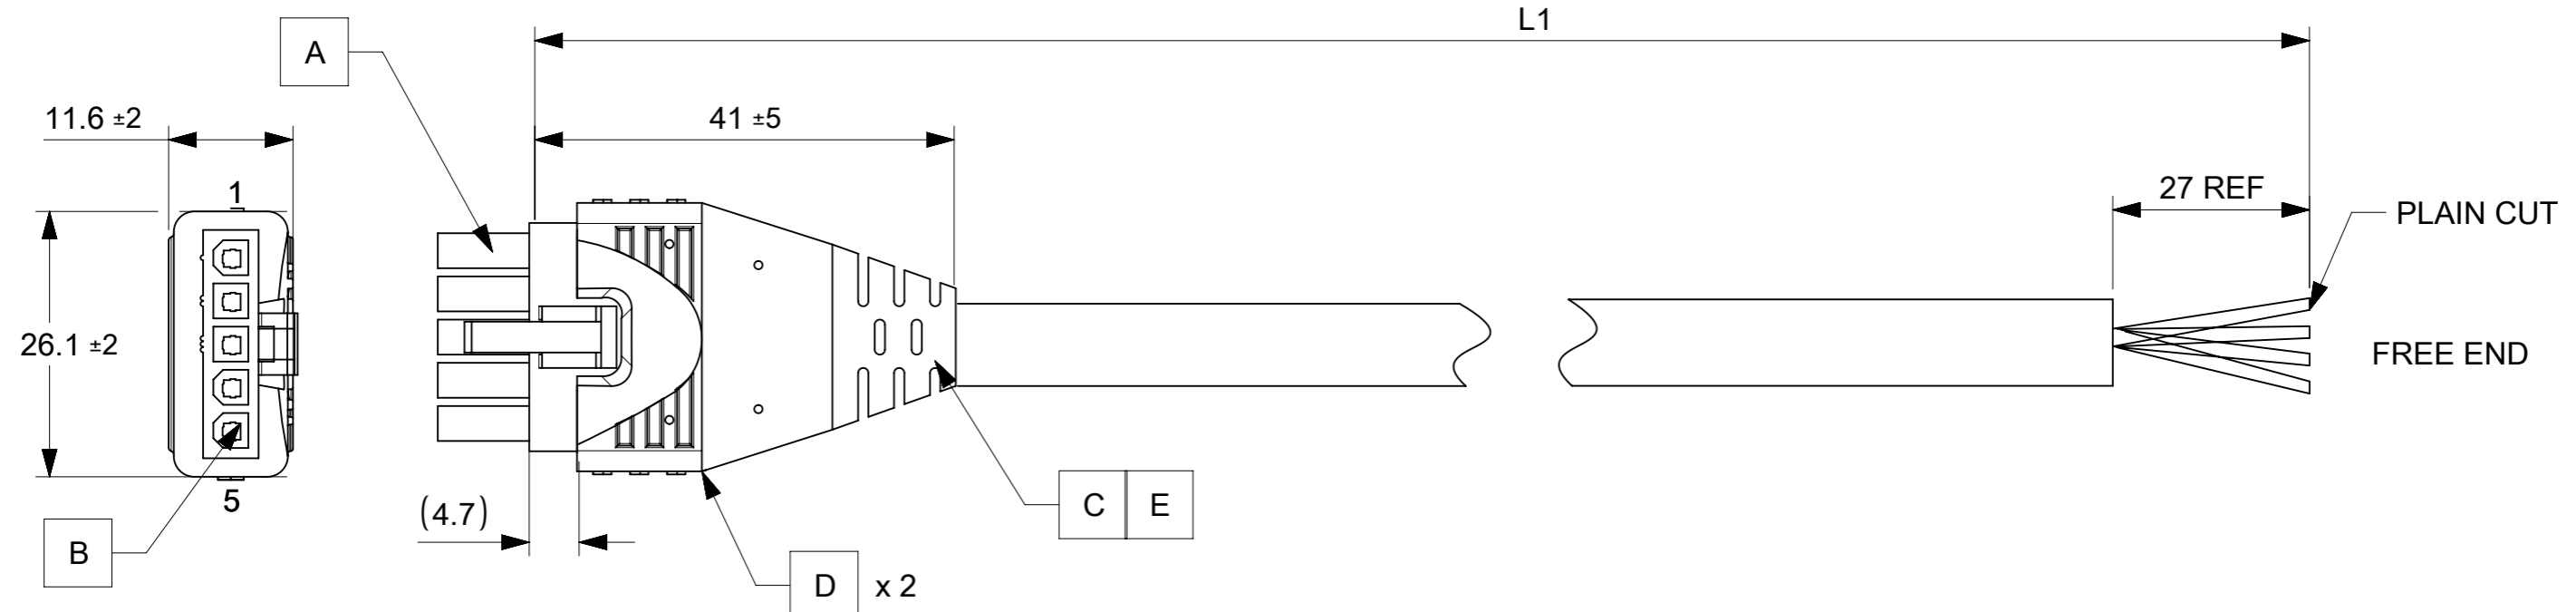 L1
A
11.6 ±2
41 ±5
1
27 REF
PLAIN CUT
26.1 ±2
FREE END
5
(4.7)
C E
B
D x 2